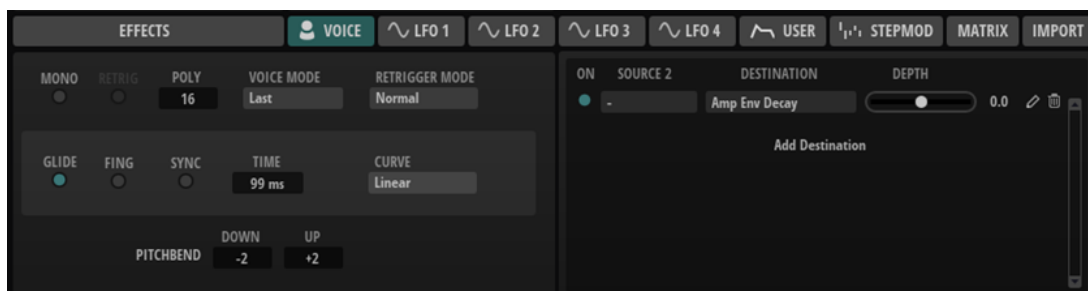 EFFECTS VOICE LFO 1 LFO 2 LFO 3 LFO 4 USER STEPMOD MATRIX IMPORT
MONO RETRIG POLY VOICE MODE RETRIGGER MODE
16 Last Normal
GLIDE FING SYNC TIME CURVE
99 ms Linear
DOWN UP
PITCHBEND -2 +2
ON SOURCE 2 DESTINATION DEPTH
- Amp Env Decay 0.0
Add Destination